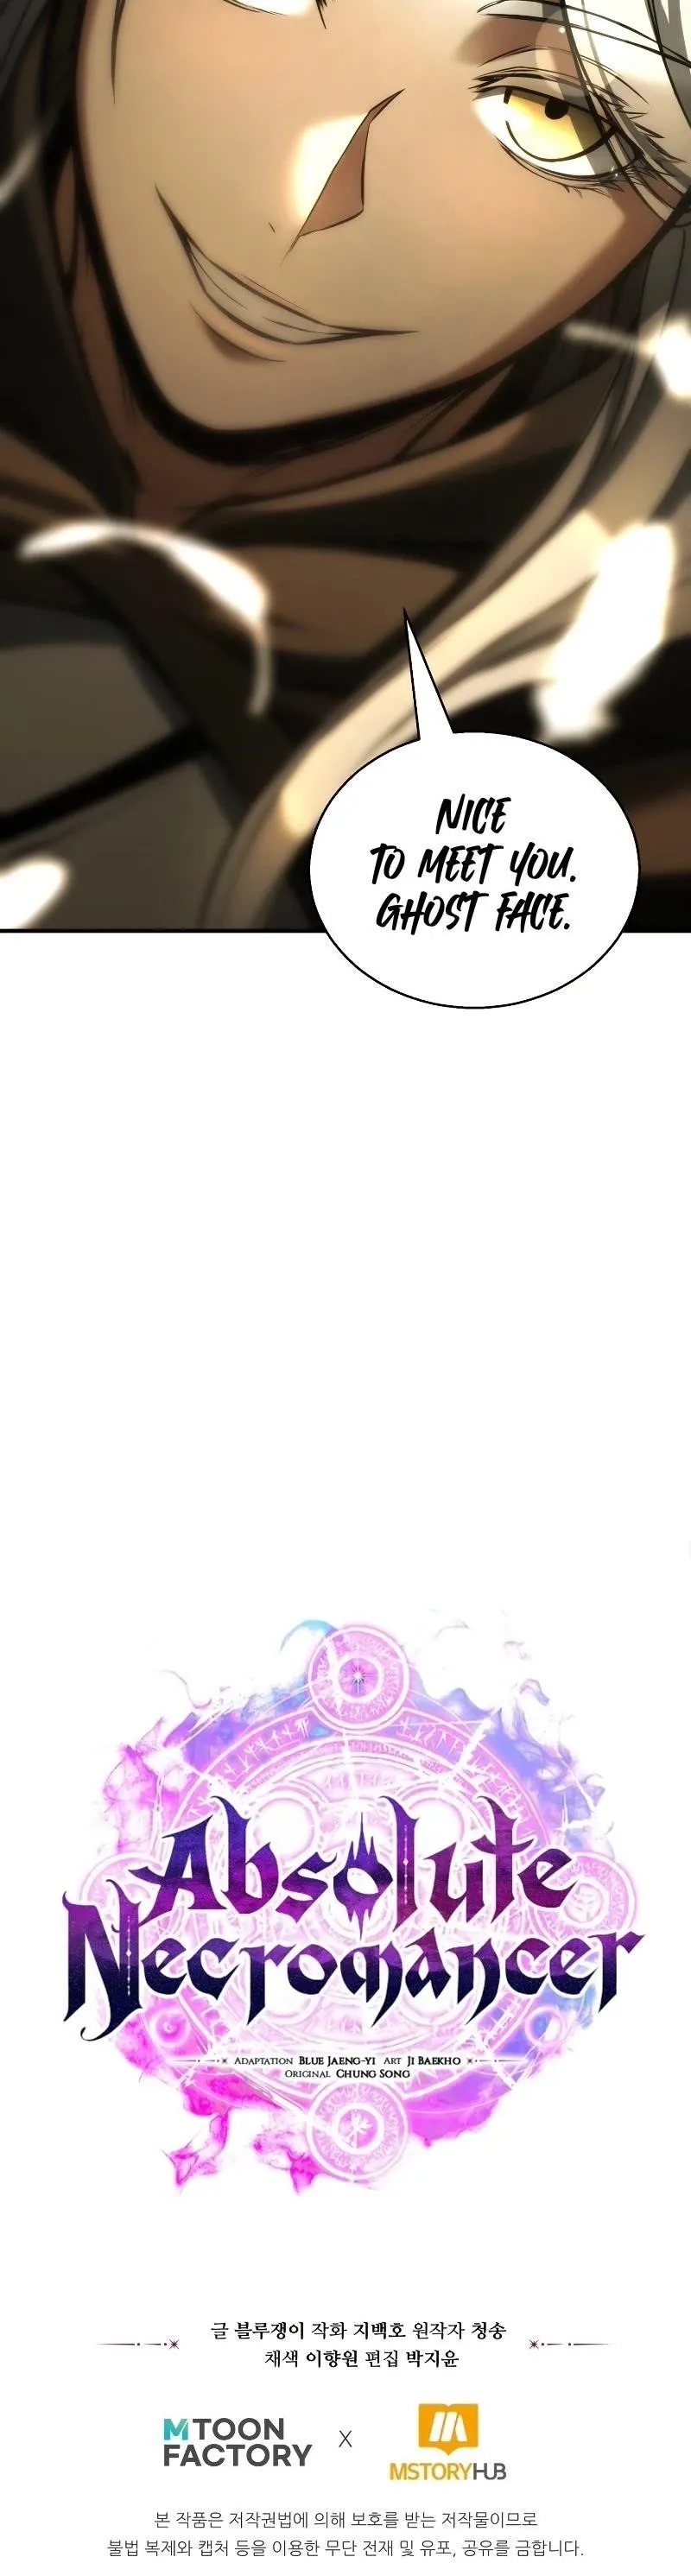 NICE
TO MEET YOU.
GHOST FACE.
Absolute
Necromancer
ADAPTATION BLUE JAENG-YI ART JI BAEKHO
ORIGINAL CHUNG SONG
글 블루쟁이 작화 지백호 원작자 청송
채색 이향원 편집 박지윤
MTOON
FACTORY
X
MSTORYHUB
본 작품은 저작권법에 의해 보호를 받는 저작물이므로
불법 복제와 캡처 등을 이용한 무단 전재 및 유포, 공유를 금합니다.